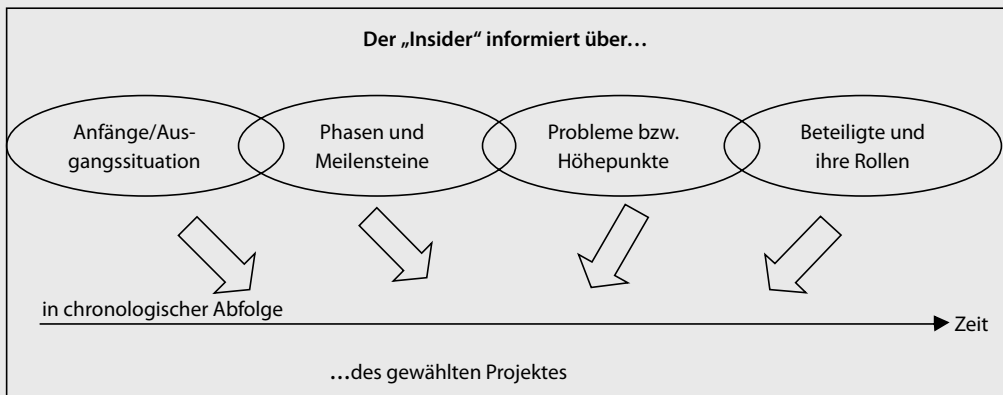 Der „Insider“ informiert über…
Anfänge/Aus-
gangssituation
Phasen und
Meilensteine
Probleme bzw.
Höhepunkte
Beteiligte und
ihre Rollen
in chronologischer Abfolge
Zeit
…des gewählten Projektes